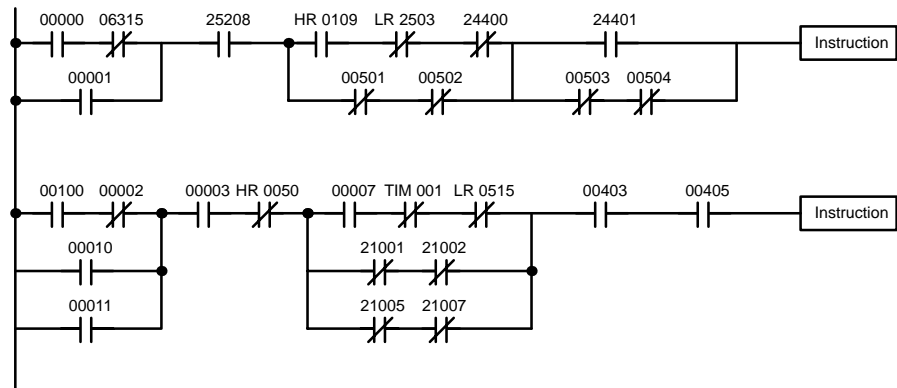 00000 06315 25208 HR 0109 LR 2503 24400 24401
Instruction
00001 00501 00502 00503 00504
00100 00002 00003 HR 0050 00007 TIM 001 LR 0515 00403 00405
Instruction
00010 21001 21002
00011 21005 21007